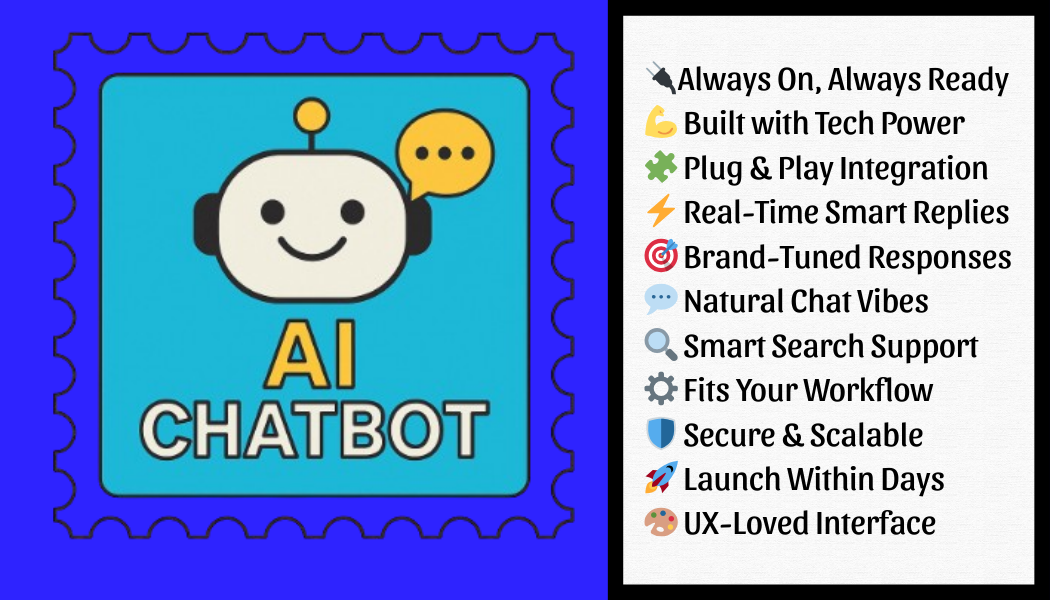 AI
CHATBOT
🔌Always On, Always Ready
💪 Built with Tech Power
🧩 Plug & Play Integration
⚡ Real-Time Smart Replies
🎯 Brand-Tuned Responses
💬 Natural Chat Vibes
🔍 Smart Search Support
⚙️ Fits Your Workflow
🛡️ Secure & Scalable
🚀 Launch Within Days
🎨 UX-Loved Interface